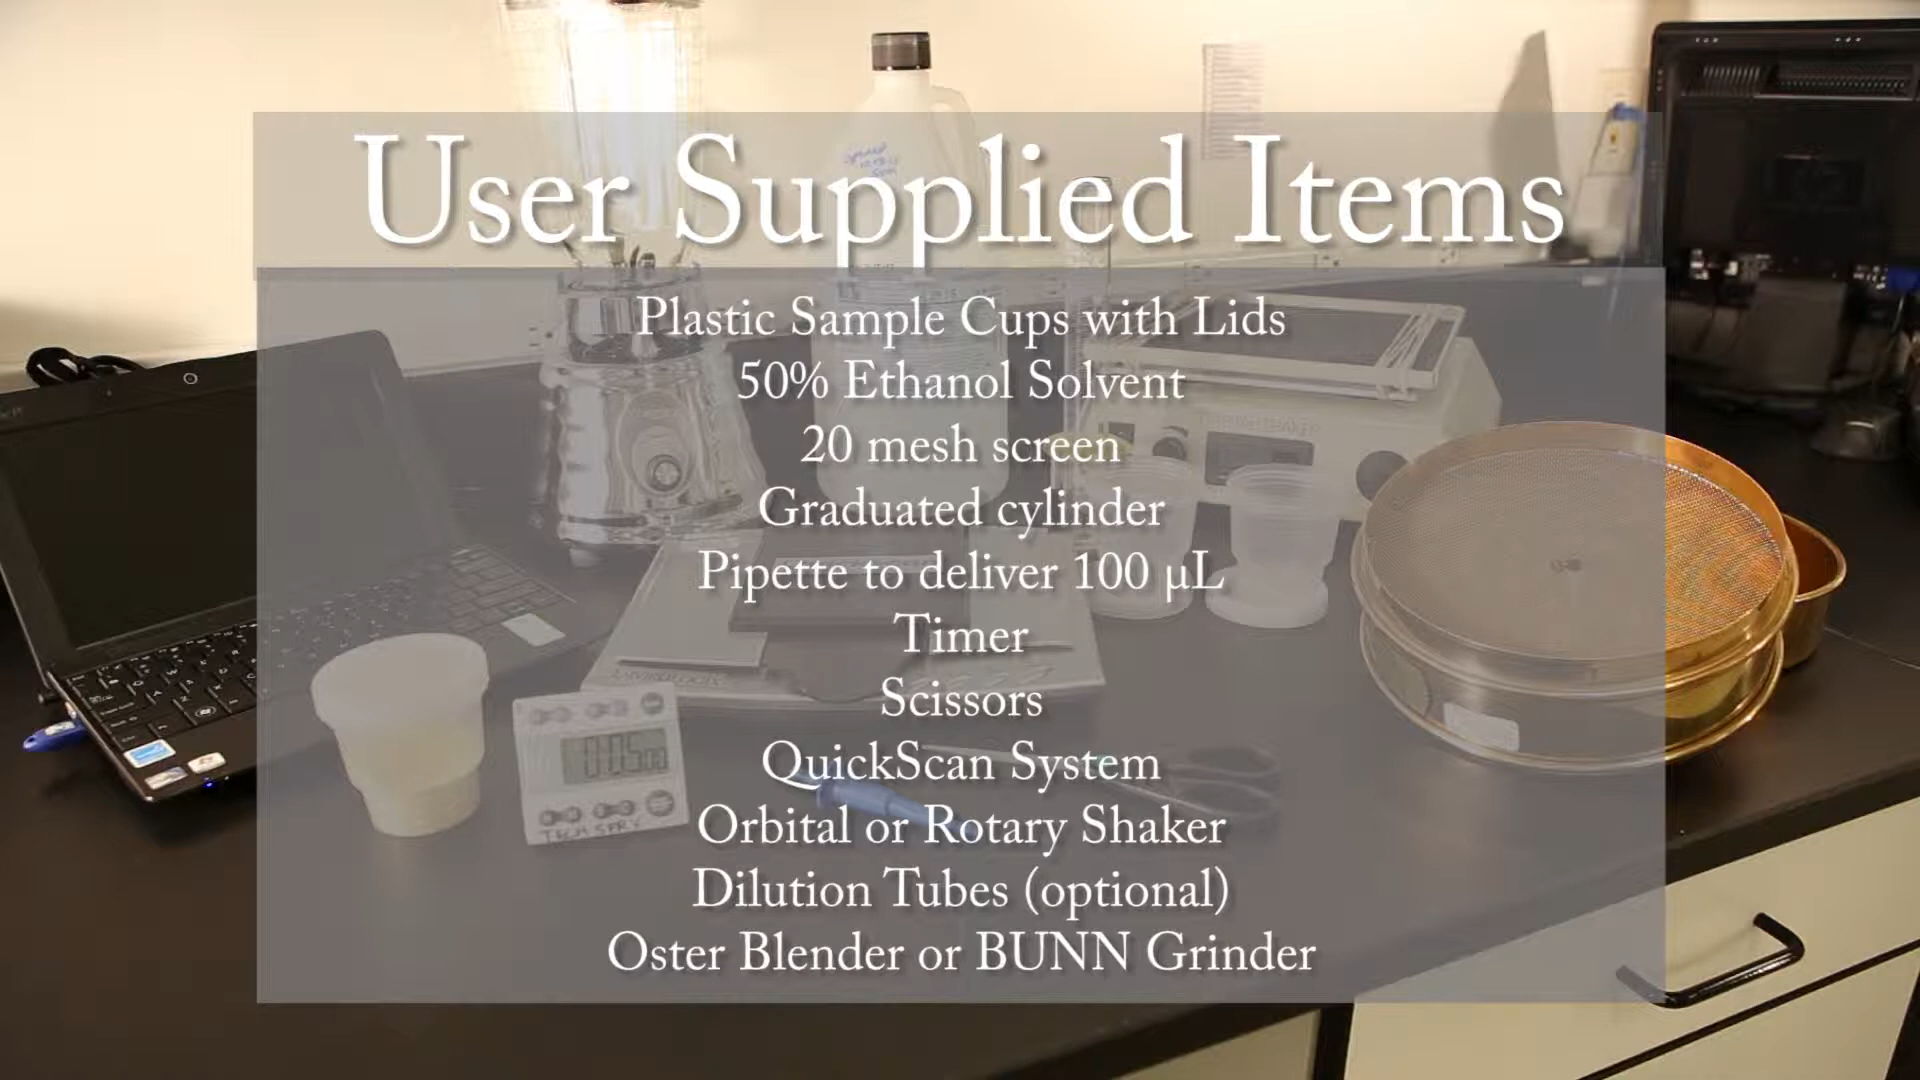 User Supplied Items
Plastic Sample Cups with Lids
50% Ethanol Solvent
20 mesh screen
Graduated cylinder
Pipette to deliver 100 µL
Timer
Scissors
QuickScan System
Orbital or Rotary Shaker
Dilution Tubes (optional)
Oster Blender or BUNN Grinder